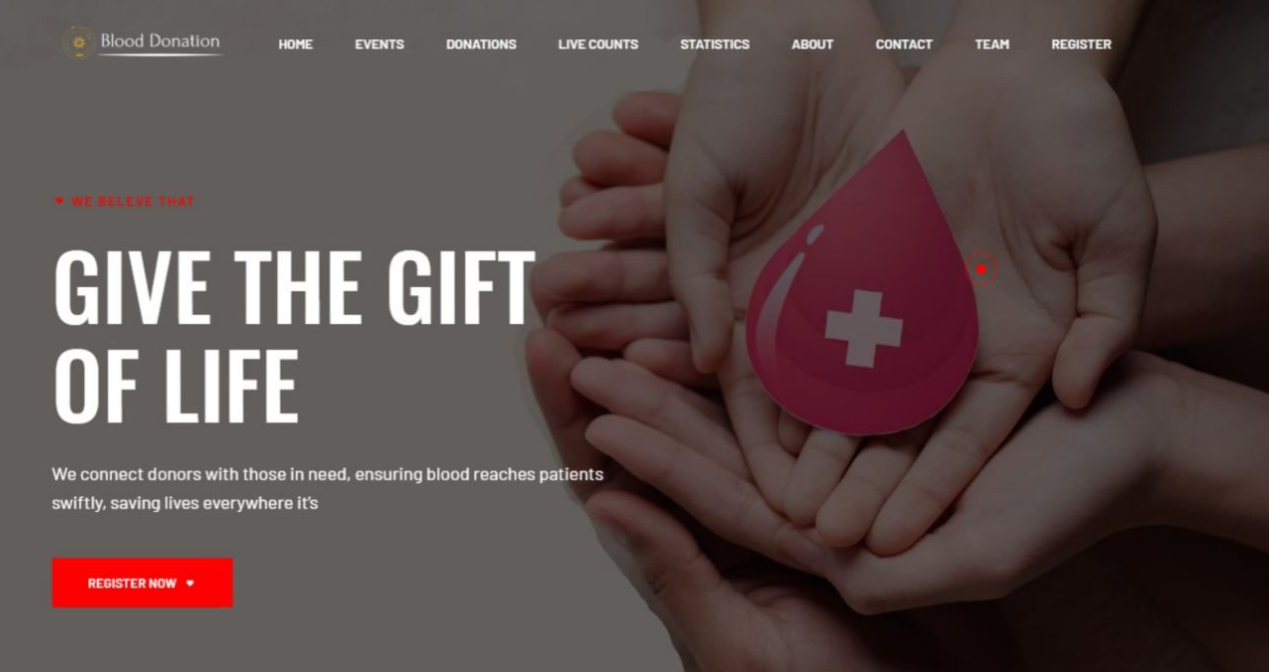 Blood Donation
HOME EVENTS DONATIONS LIVE COUNTS STATISTICS ABOUT CONTACT TEAM REGISTER
WE BELEVE THAT
GIVE THE GIFT
OF LIFE
We connect donors with those in need, ensuring blood reaches patients
swiftly, saving lives everywhere it's
REGISTER NOW